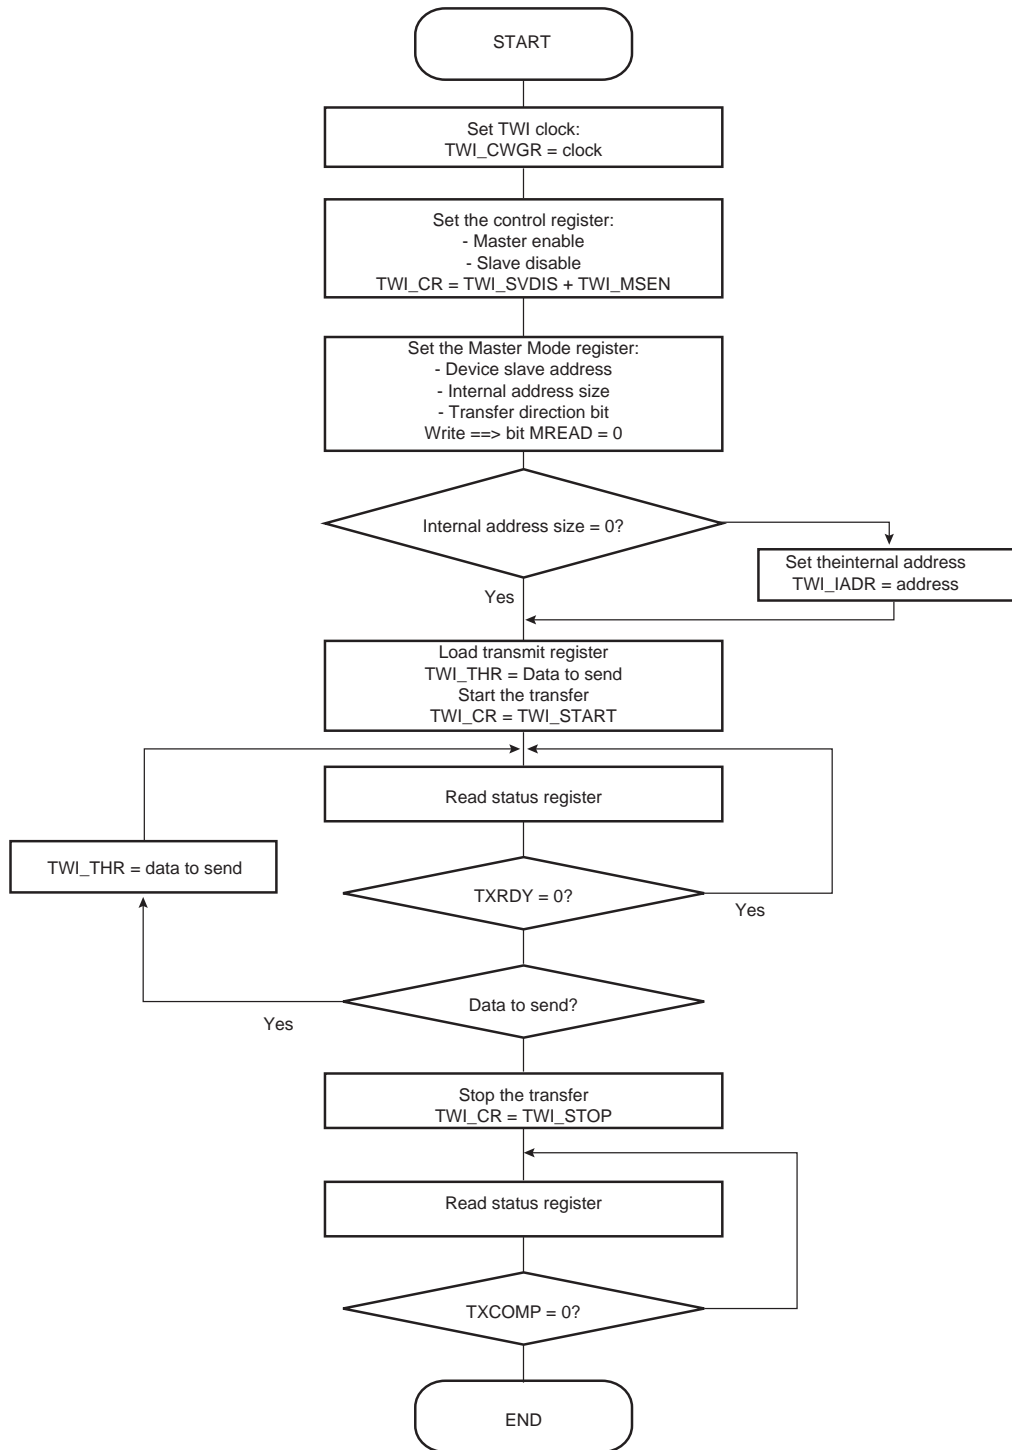 START
Set TWI clock:
TWI_CWGR = clock
Set the control register:
- Master enable
- Slave disable
TWI_CR = TWI_SVDIS + TWI_MSEN
Set the Master Mode register:
- Device slave address
- Internal address size
- Transfer direction bit
Write ==> bit MREAD = 0
Internal address size = 0?
Set theinternal address
TWI_IADR = address
Yes
Load transmit register
TWI_THR = Data to send
Start the transfer
TWI_CR = TWI_START
Read status register
TWI_THR = data to send
TXRDY = 0?
Yes
Data to send?
Yes
Stop the transfer
TWI_CR = TWI_STOP
Read status register
TXCOMP = 0?
END